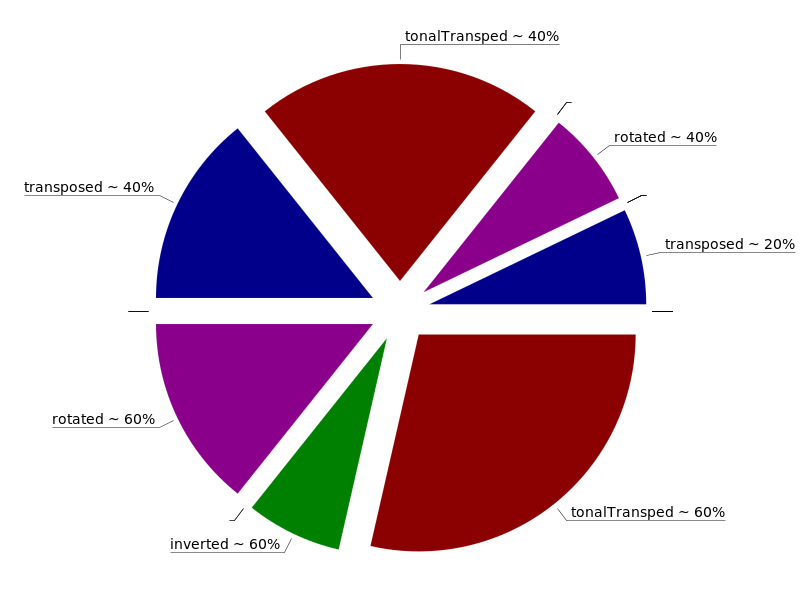 tonalTransped ~ 40%
rotated ~ 40%
transposed ~ 40%
transposed ~ 20%
rotated ~ 60%
tonalTransped ~ 60%
inverted ~ 60%